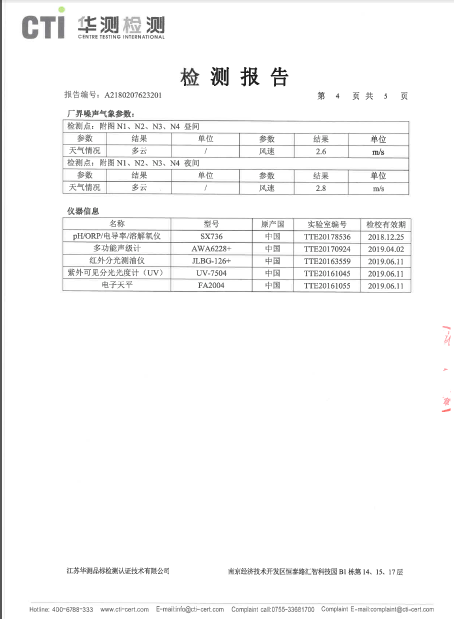 CTI 华测检测
CENTRE TESTING INTERNATIONAL
检 测 报 告
报告编号：A2180207623201 第 4 页 共 5 页
厂界噪声气象参数：
检测点：附图 N1、N2、N3、N4 昼间
参数 结果 单位 参数 结果 单位
天气情况 多云 / 风速 2.6 m/s
检测点：附图 N1、N2、N3、N4 夜间
参数 结果 单位 参数 结果 单位
天气情况 多云 / 风速 2.8 m/s
仪器信息
名称 型号 原产国 实验室编号 检校有效期
pH/ORP/电导率/溶解氧仪 SX736 中国 TTE20178536 2018.12.25
多功能声级计 AWA6228+ 中国 TTE20170924 2019.04.02
红外分光测油仪 JLBG-126+ 中国 TTE20163559 2019.06.11
紫外可见分光光度计（UV） UV-7504 中国 TTE20161045 2019.06.11
电子天平 FA2004 中国 TTE20161055 2019.06.11
江苏华测品标检测认证技术有限公司 南京经济技术开发区恒泰路汇智科技园 B1 栋第 14、15、17 层
Hotline: 400-6788-333 www.cti-cert.com E-mail:info@cti-cert.com Complaint call:0755-33681700 Complaint E-mail:complaint@cti-cert.com